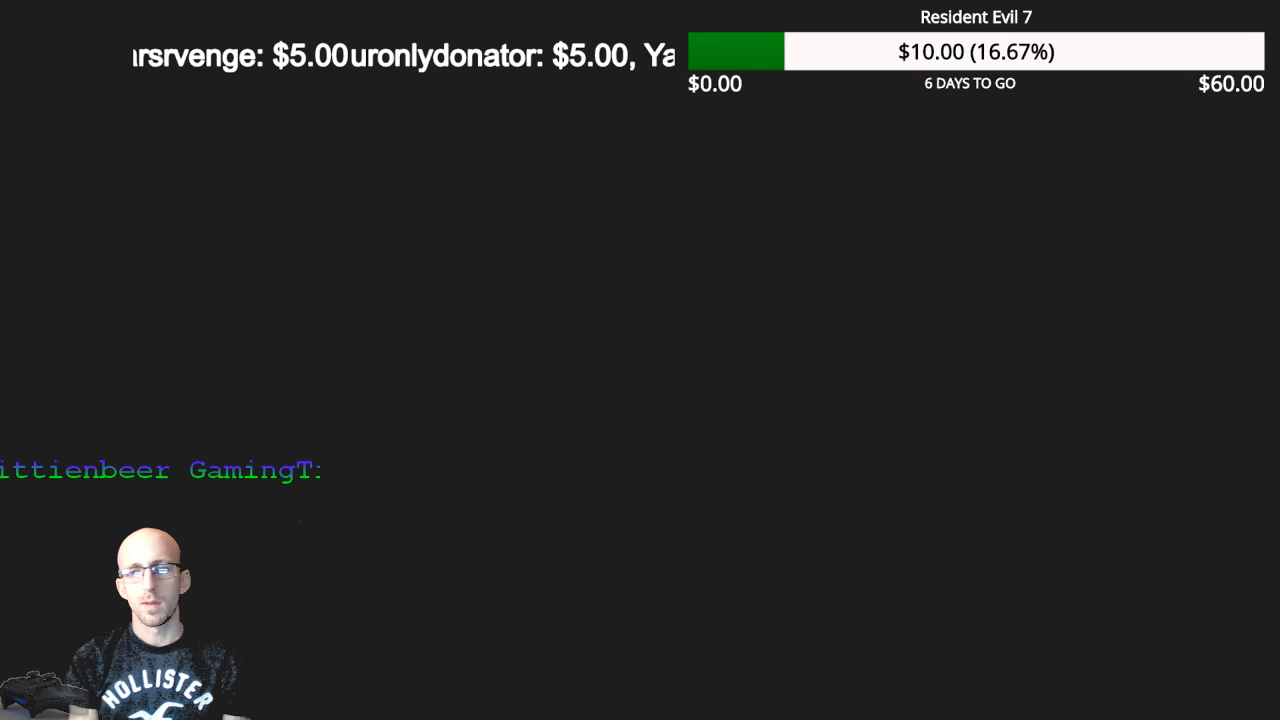 Resident Evil 7
arsrvenge: $5.00uronlydonator: $5.00, Ya
$10.00 (16.67%)
$0.00
6 DAYS TO GO
$60.00
ittienbeer GamingT
HOLLISTER